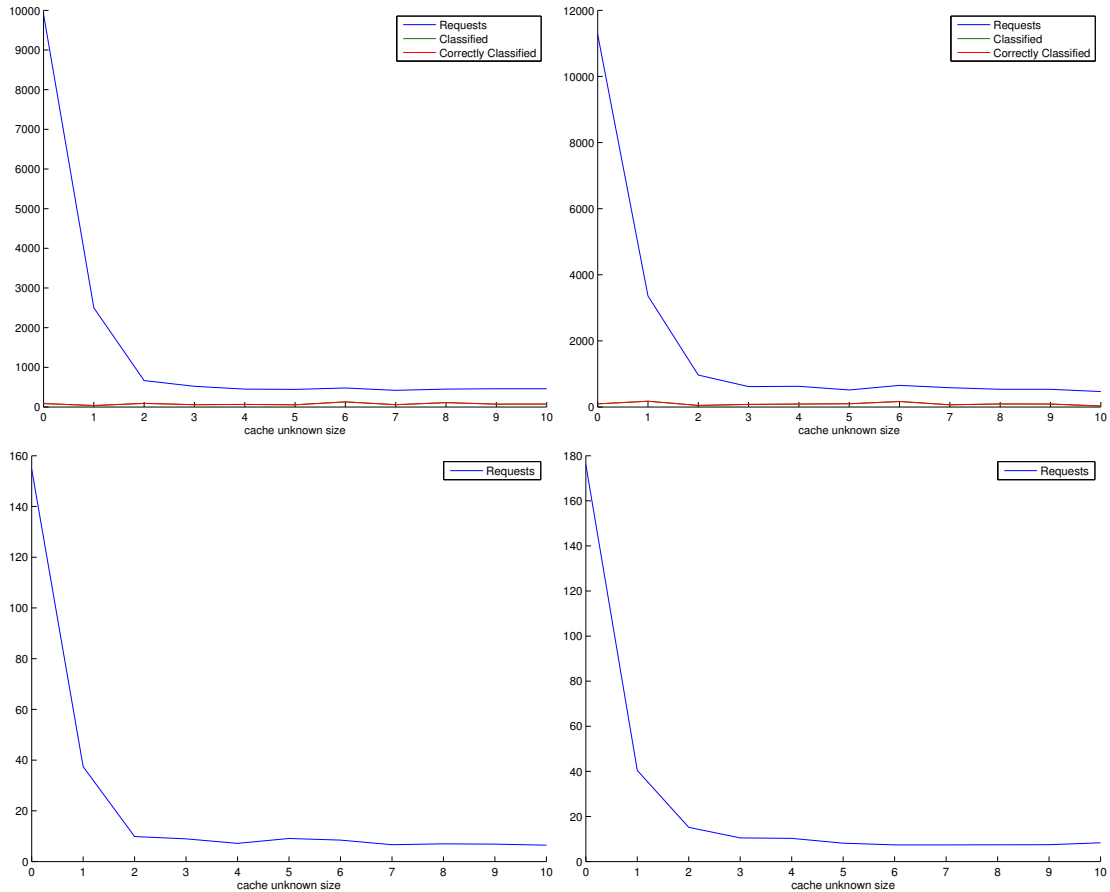 10000
9000
8000
7000
6000
5000
4000
3000
2000
1000
0
0 1 2 3 4 5 6 7 8 9 10
cache unknown size
Requests
Classified
Correctly Classified
12000
10000
8000
6000
4000
2000
0
0 1 2 3 4 5 6 7 8 9 10
cache unknown size
Requests
Classified
Correctly Classified
160
140
120
100
80
60
40
20
0
0 1 2 3 4 5 6 7 8 9 10
cache unknown size
Requests
180
160
140
120
100
80
60
40
20
0
0 1 2 3 4 5 6 7 8 9 10
cache unknown size
Requests